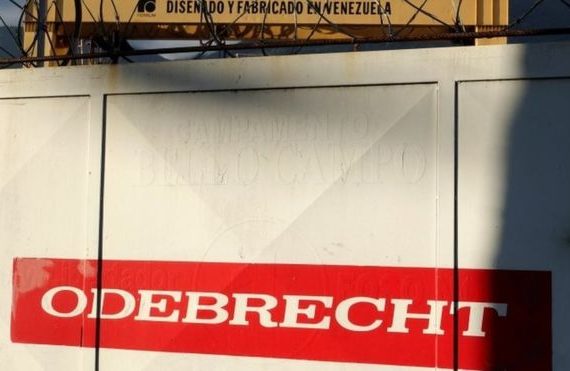 DISEÑADO Y FABRICADO EN VENEZUELA
CAMPAMENTO
BELLO CAMPO
ODEBRECHT